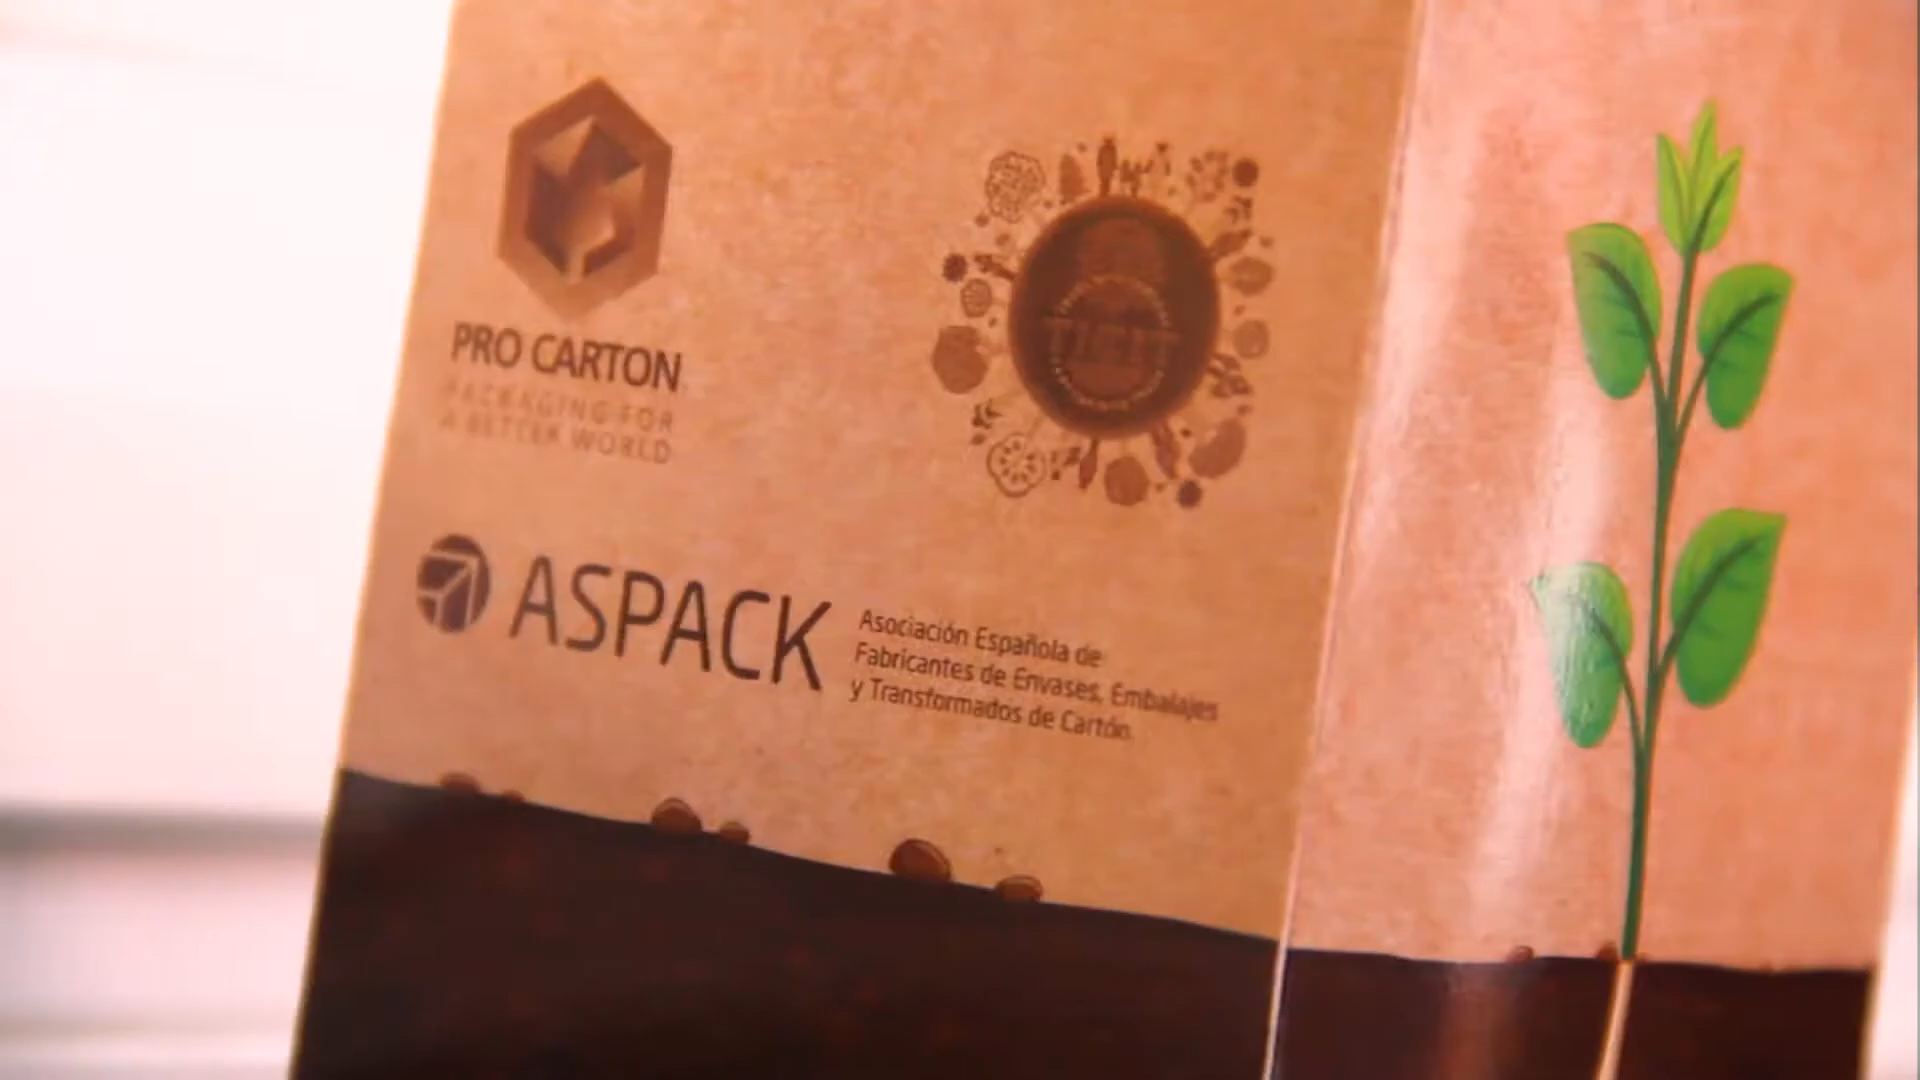 PRO CARTON
PACKAGING FOR
A BETTER WORLD
ASPACK
Asociación Española de
Fabricantes de Envases, Embalajes
y Transformados de Cartón.